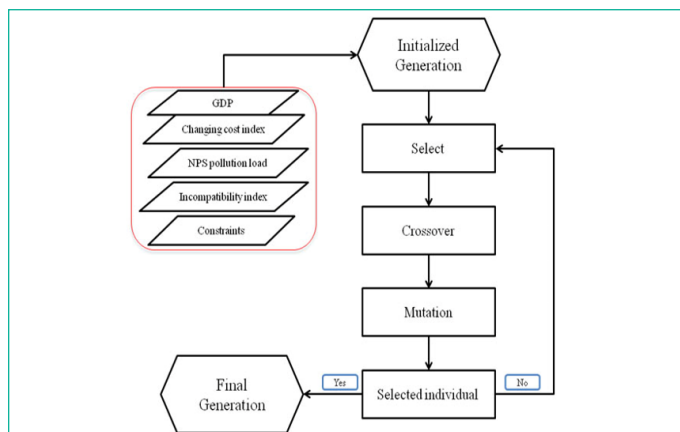 Initialized
Generation
GDP
Changing cost index
NPS pollution load
Incompatibility index
Constraints
Select
Crossover
Mutation
Selected individual
Yes
No
Final
Generation